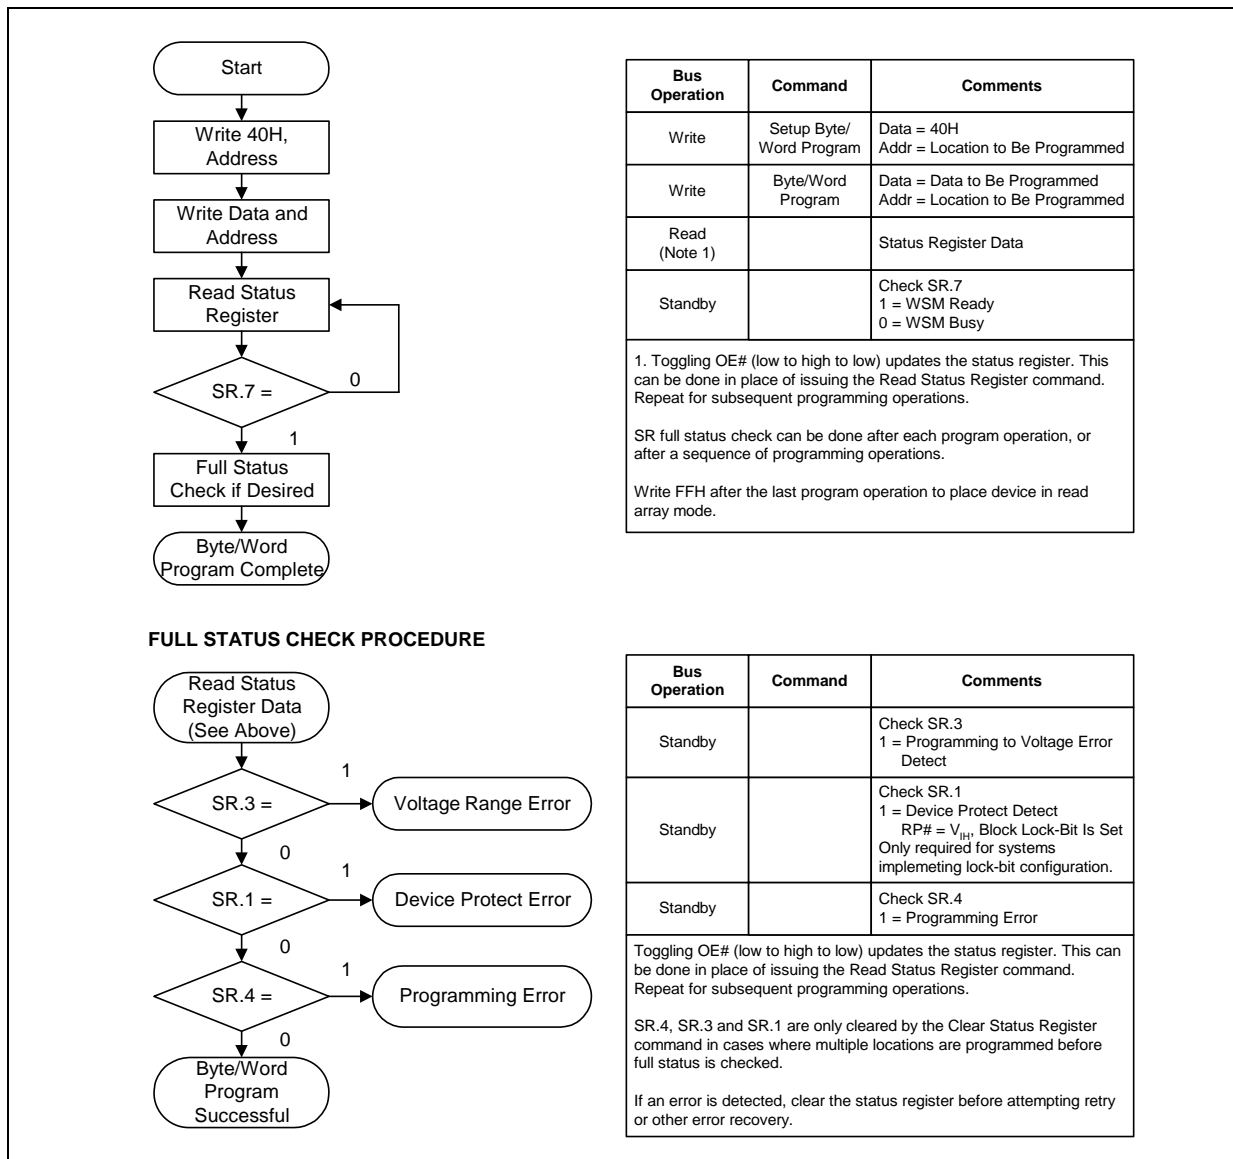 Start
Write 40H,
Address
Write Data and
Address
Read Status
Register
SR.7 =
0
1
Full Status
Check if Desired
Byte/Word
Program Complete
Bus
Operation
Command
Comments
Write
Setup Byte/
Word Program
Data = 40H
Addr = Location to Be Programmed
Write
Byte/Word
Program
Data = Data to Be Programmed
Addr = Location to Be Programmed
Read
(Note 1)
Status Register Data
Standby
Check SR.7
1 = WSM Ready
0 = WSM Busy
1. Toggling OE# (low to high to low) updates the status register. This
can be done in place of issuing the Read Status Register command.
Repeat for subsequent programming operations.
SR full status check can be done after each program operation, or
after a sequence of programming operations.
Write FFH after the last program operation to place device in read
array mode.
FULL STATUS CHECK PROCEDURE
Read Status
Register Data
(See Above)
SR.3 =
1
Voltage Range Error
0
SR.1 =
1
Device Protect Error
0
SR.4 =
1
Programming Error
0
Byte/Word
Program
Successful
Bus
Operation
Command
Comments
Standby
Check SR.3
1 = Programming to Voltage Error
Detect
Standby
Check SR.1
1 = Device Protect Detect
RP# = VIH, Block Lock-Bit Is Set
Only required for systems
implemeting lock-bit configuration.
Standby
Check SR.4
1 = Programming Error
Toggling OE# (low to high to low) updates the status register. This can
be done in place of issuing the Read Status Register command.
Repeat for subsequent programming operations.
SR.4, SR.3 and SR.1 are only cleared by the Clear Status Register
command in cases where multiple locations are programmed before
full status is checked.
If an error is detected, clear the status register before attempting retry
or other error recovery.